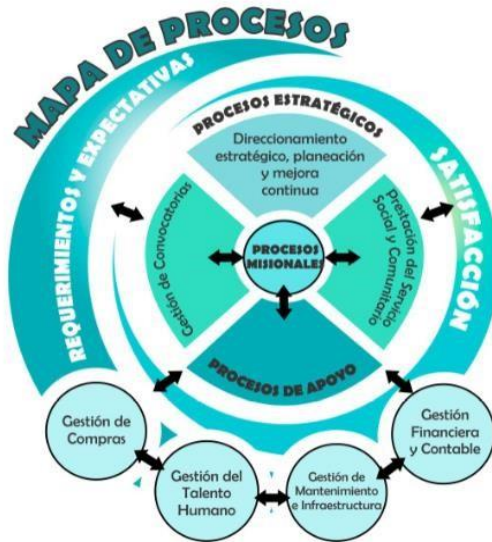 MAPA DE PROCESOS
REQUERIMIENTOS Y EXPECTATIVAS
PROCESOS ESTRATÉGICOS
Direccionamiento
estratégico, planeación
y mejora
continua
SATISFACCIÓN
Gestión de Convocatorias
PROCESOS
MISIONALES
Prestación del Servicio
Social y Comunitario
PROCESOS DE APOYO
Gestión de
Compras
Gestión del
Talento
Humano
Gestión de
Mantenimiento
e Infraestructura
Gestión
Financiera
y Contable